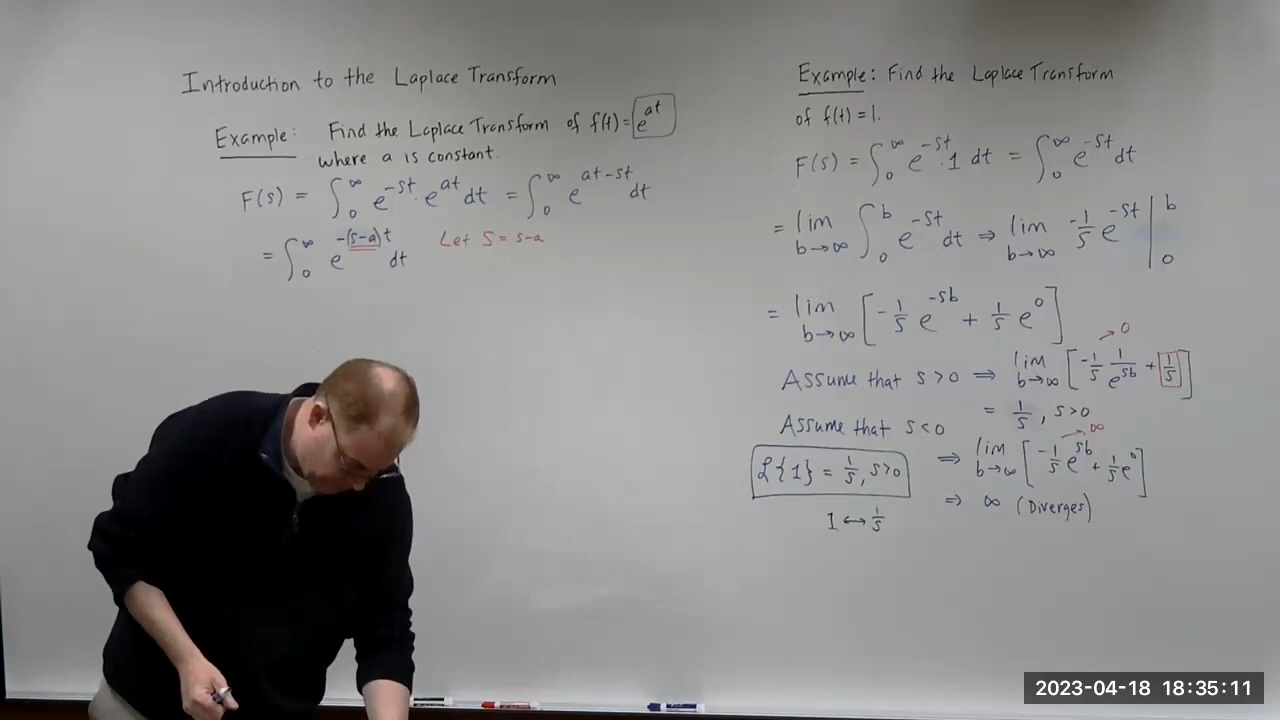 Introduction to the Laplace Transform
Example: Find the Laplace Transform of f(t) = e^{at}
where a is constant.
F(s) = ∫_0^∞ e^{-st} · e^{at} dt = ∫_0^∞ e^{at-st} dt
= ∫_0^∞ e^{-(s-a)t} dt Let S = s-a
Example: Find the Laplace Transform
of f(t) = 1.
F(s) = ∫_0^∞ e^{-st} · 1 dt = ∫_0^∞ e^{-st} dt
= lim_{b→∞} ∫_0^b e^{-st} dt ⇒ lim_{b→∞} -1/s e^{-st} |_0^b
= lim_{b→∞} [-1/s e^{-sb} + 1/s e^0]
Assume that s>0 ⇒ lim_{b→∞} [-1/s 1/e^{sb} → 0 + 1/s]
= 1/s, s>0
Assume that s<0
⇒ lim_{b→∞} [-1/s e^{sb} → ∞ + 1/s e^0]
ℒ{1} = 1/s, s>0
⇒ ∞ (Diverges)
1 ↔ 1/s
2023-04-18 18:35:11